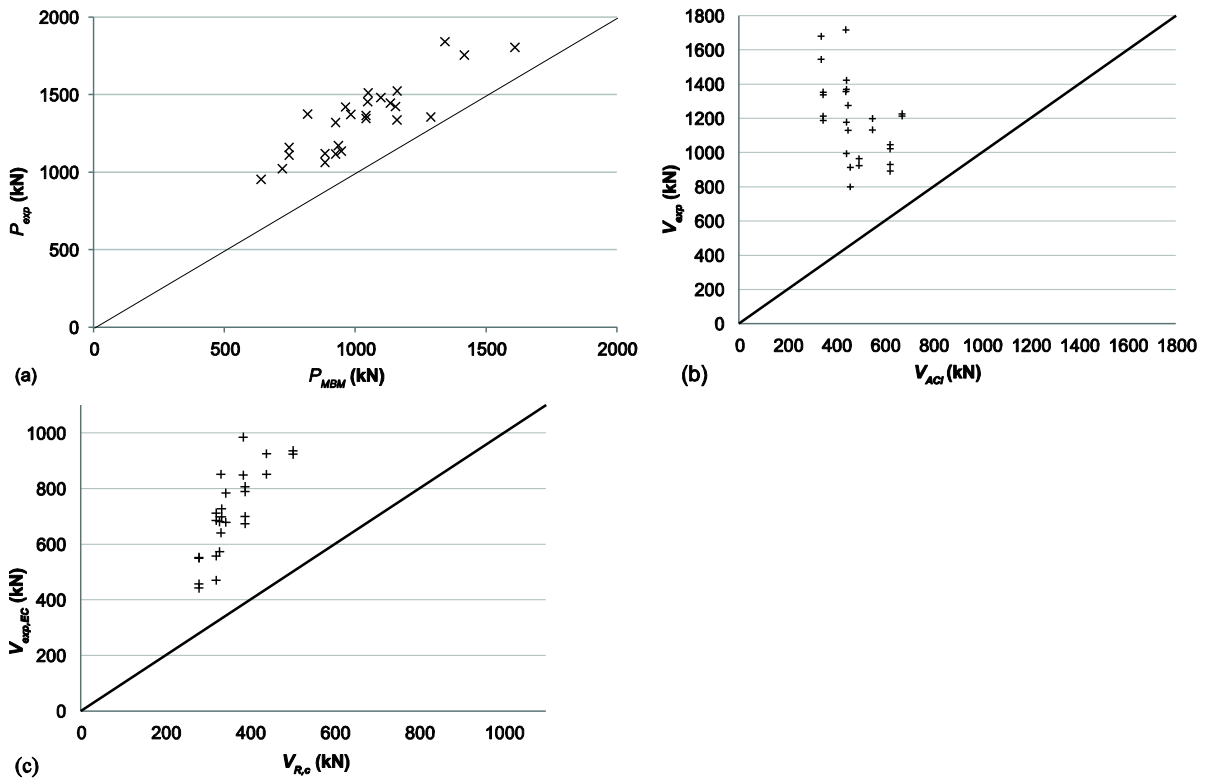 2000
1500
1000
500
0
P_exp (kN)
0 500 1000 1500 2000
P_MBM (kN)
(a)
1800
1600
1400
1200
1000
800
600
400
200
0
V_exp (kN)
0 200 400 600 800 1000 1200 1400 1600 1800
V_ACI (kN)
(b)
1000
800
600
400
200
0
V_exp,EC (kN)
0 200 400 600 800 1000
V_R,c (kN)
(c)